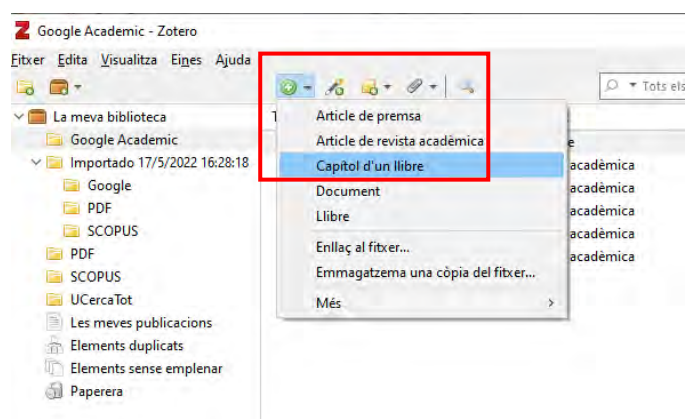 Z Google Academic - Zotero
Fitxer Edita Visualitza Eines Ajuda
Tots els
La meva biblioteca
Google Academic
Importado 17/5/2022 16:28:18
Google
PDF
SCOPUS
PDF
SCOPUS
UCercaTot
Les meves publicacions
Elements duplicats
Elements sense emplenar
Paperera
T
Article de premsa
Article de revista acadèmica
Capítol d'un llibre
Document
Llibre
Enllaç al fitxer...
Emmagatzema una còpia del fitxer...
Més
e
acadèmica
acadèmica
acadèmica
acadèmica
acadèmica